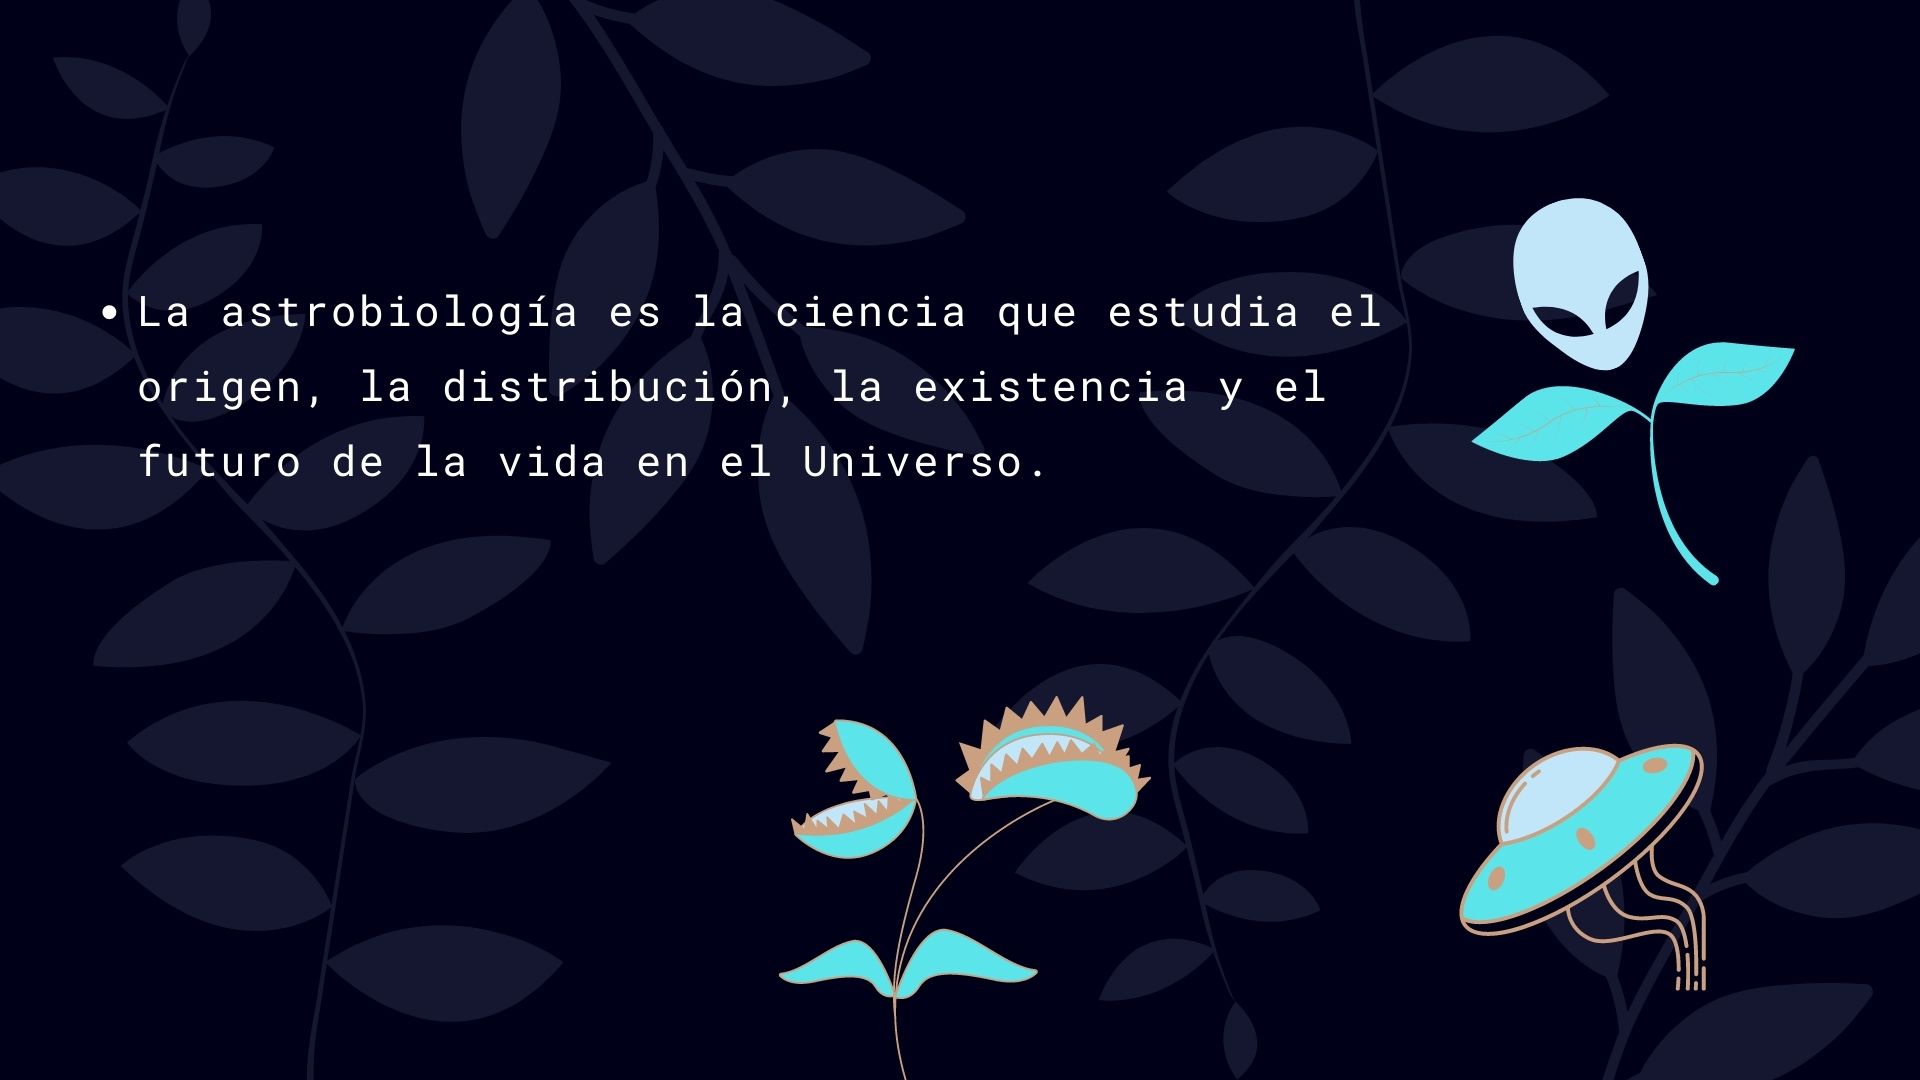 • La astrobiología es la ciencia que estudia el
origen, la distribución, la existencia y el
futuro de la vida en el Universo.